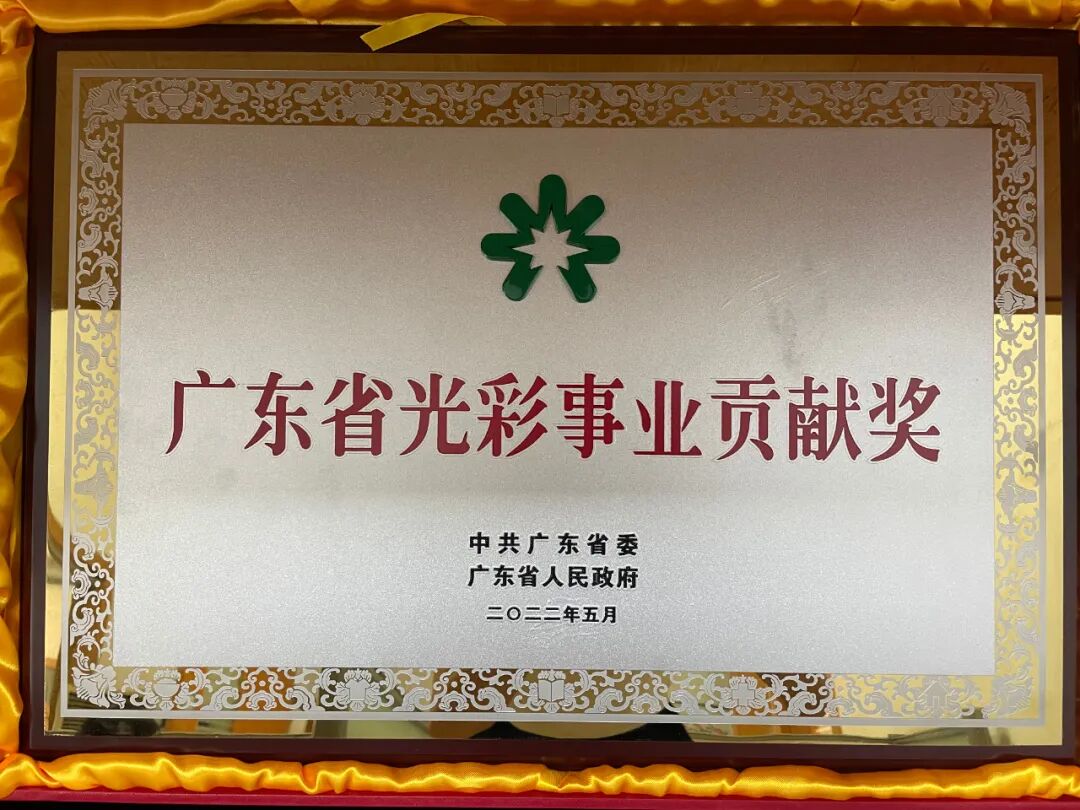 广东省光彩事业贡献奖
中共广东省委
广东省人民政府
二〇二二年五月